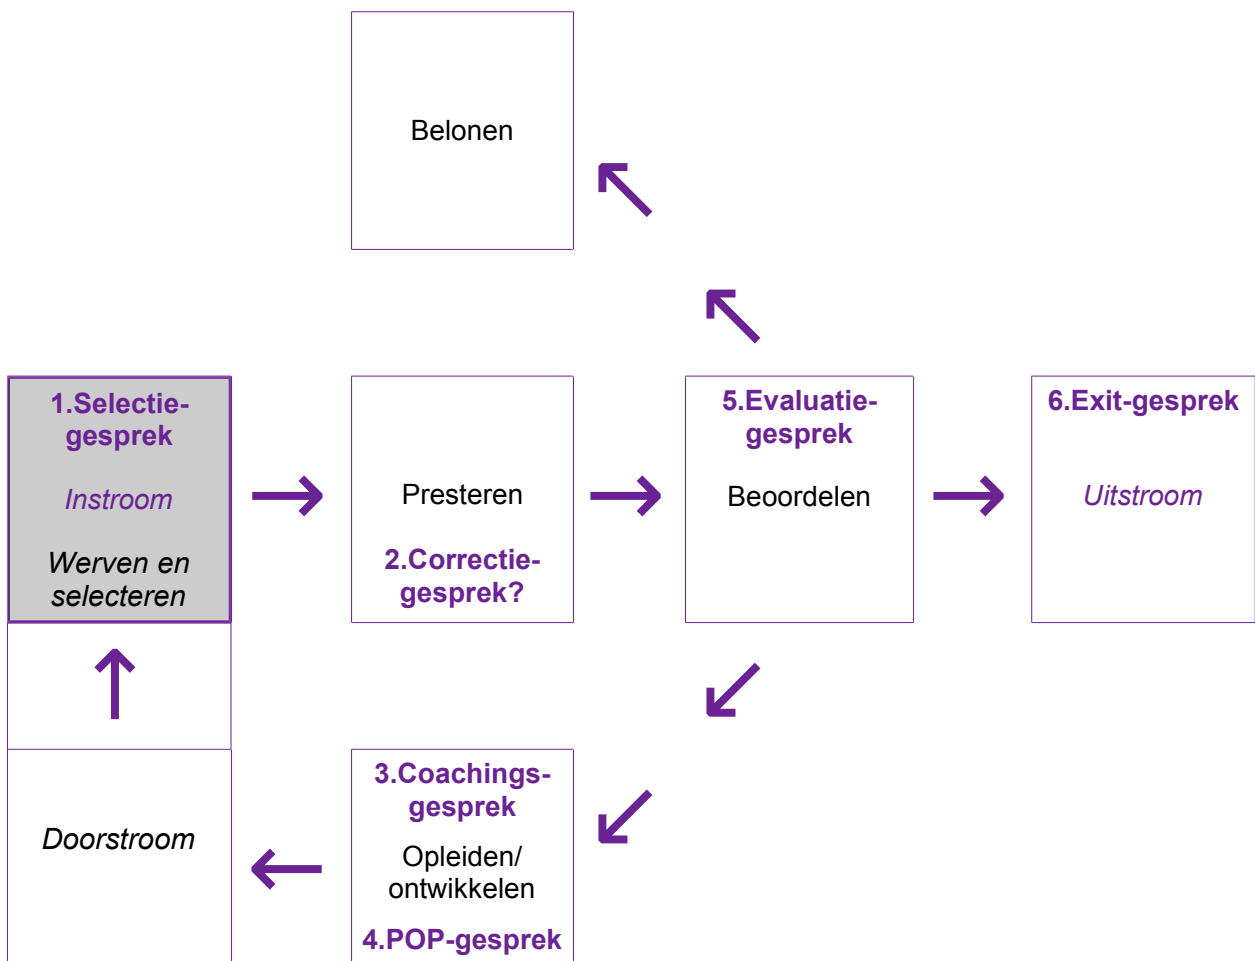 Belonen
1.Selectie-
gesprek
Instroom
Werven en
selecteren
Presteren
2.Correctie-
gesprek?
5.Evaluatie-
gesprek
Beoordelen
6.Exit-gesprek
Uitstroom
Doorstroom
3.Coachings-
gesprek
Opleiden/
ontwikkelen
4.POP-gesprek